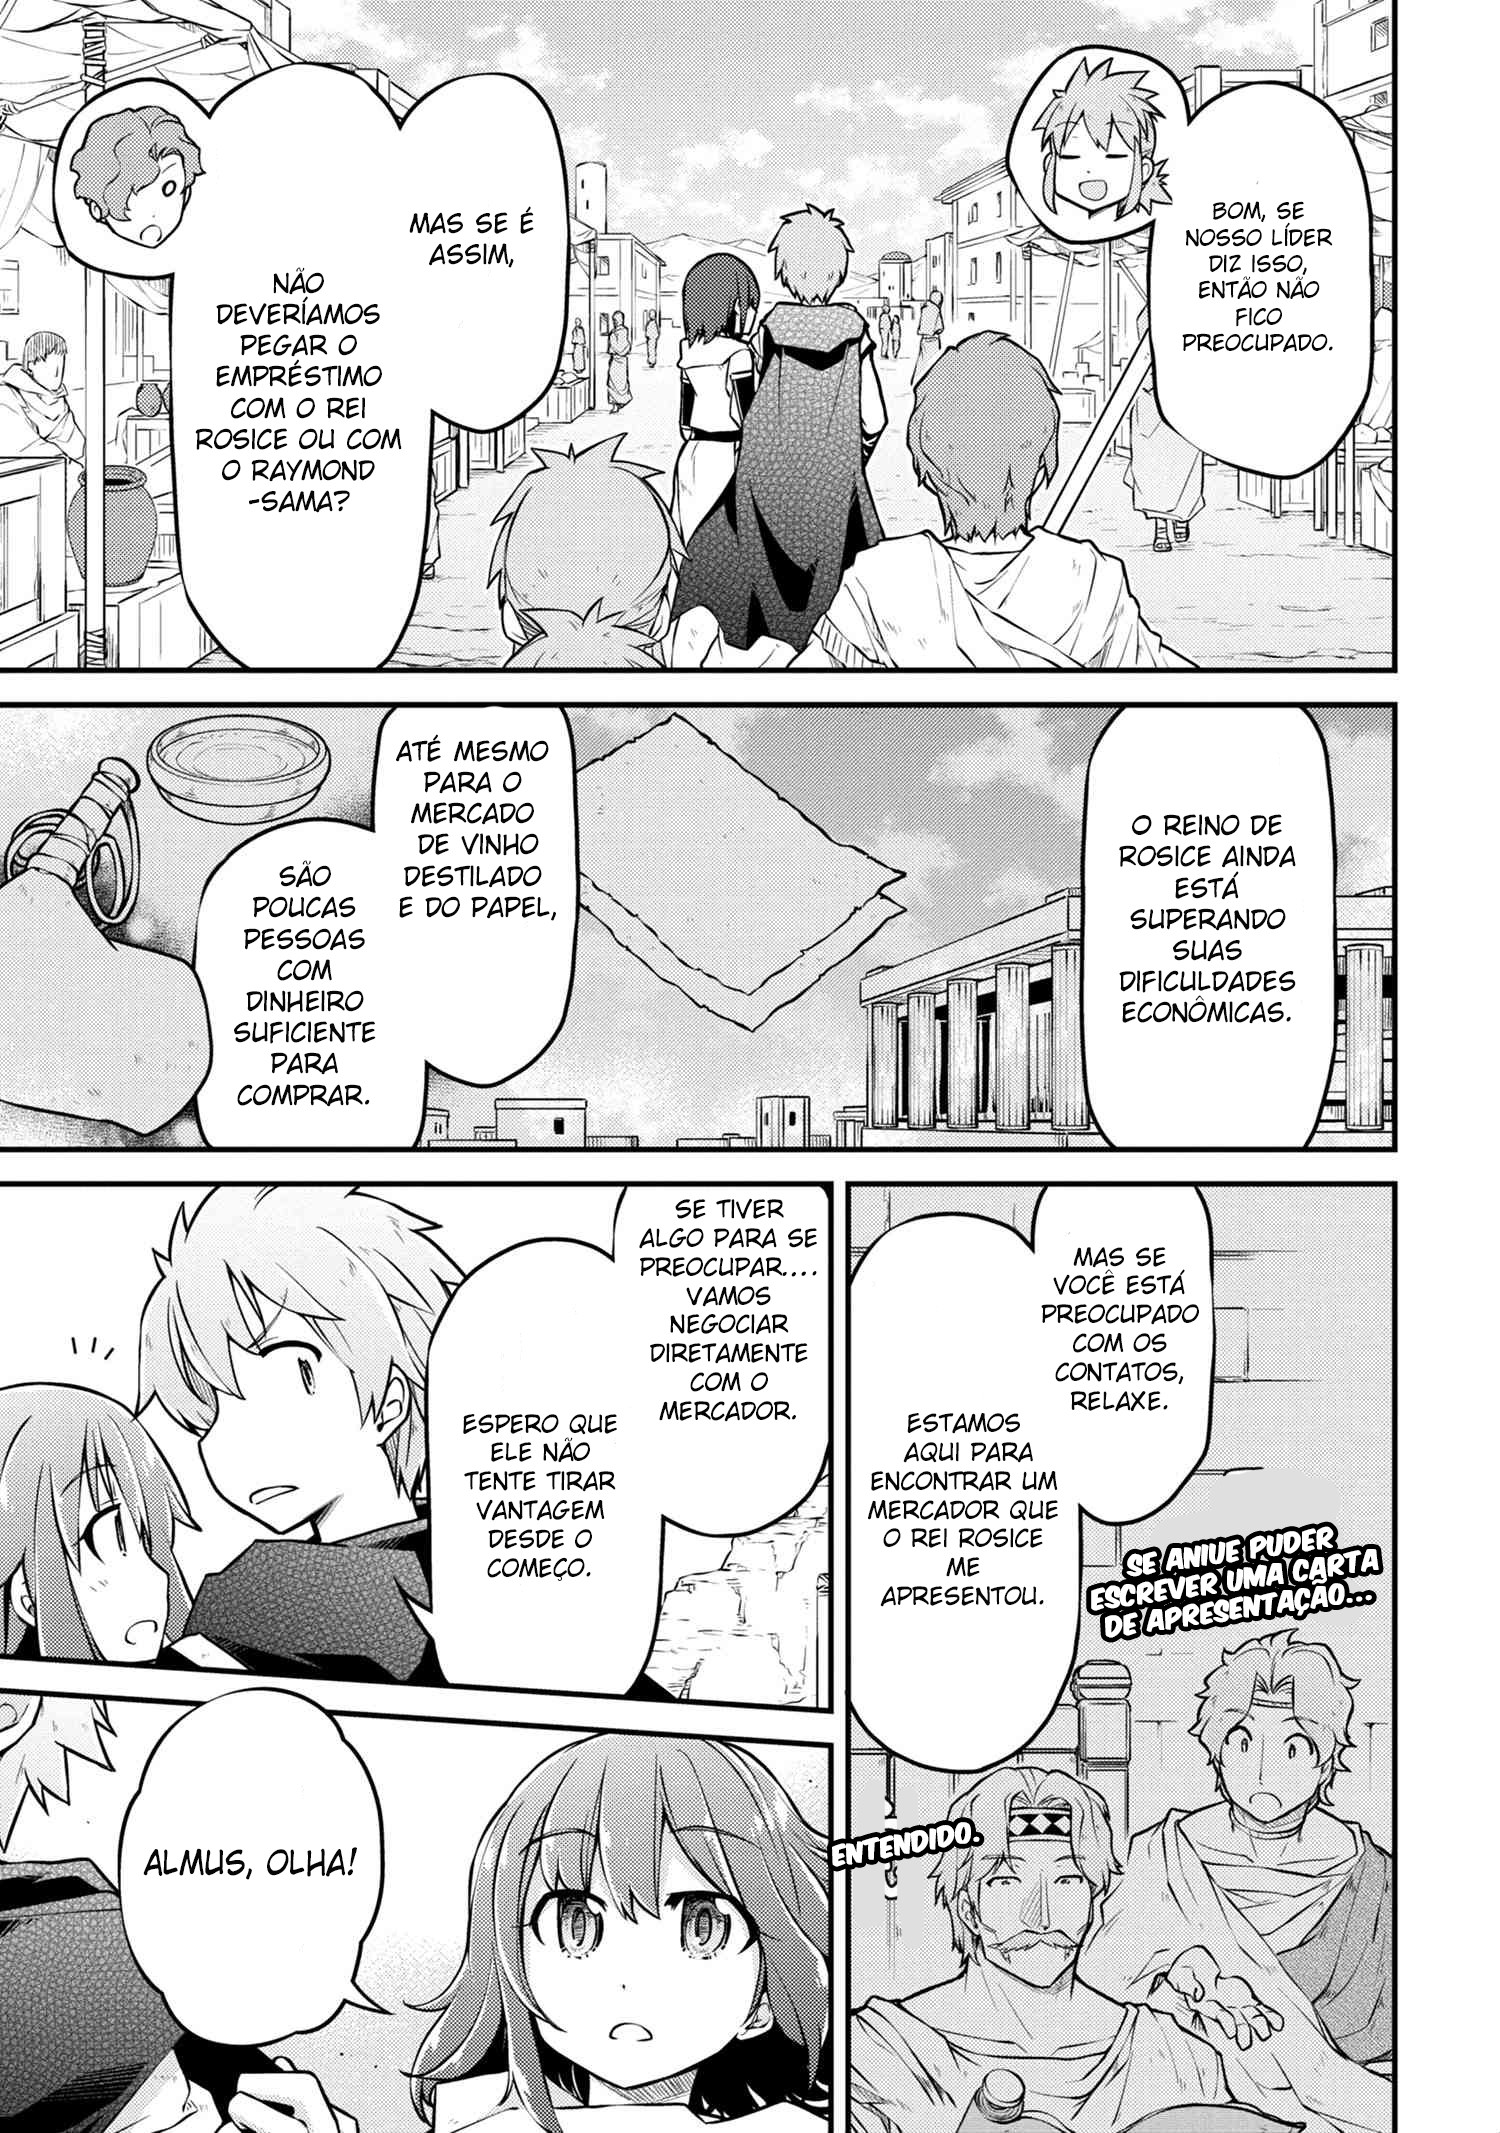 BOM, SE
NOSSO LÍDER
DIZ ISSO,
ENTÃO NÃO
FICO
PREOCUPADO.
MAS SE É
ASSIM,
NÃO
DEVERÍAMOS
PEGAR O
EMPRÉSTIMO
COM O REI
ROSICE OU COM
O RAYMOND
-SAMA?
O REINO DE
ROSICE AINDA
ESTÁ
SUPERANDO
SUAS
DIFICULDADES
ECONÔMICAS.
ATÉ MESMO
PARA O
MERCADO
DE VINHO
DESTILADO
E DO PAPEL,
SÃO
POUCAS
PESSOAS
COM
DINHEIRO
SUFICIENTE
PARA
COMPRAR.
MAS SE
VOCÊ ESTÁ
PREOCUPADO
COM OS
CONTATOS,
RELAXE.
ESTAMOS
AQUI PARA
ENCONTRAR UM
MERCADOR QUE
O REI ROSICE
ME
APRESENTOU.
SE ANIUE PUDER
ESCREVER UMA CARTA
DE APRESENTAÇÃO...
ENTENDIDO.
SE TIVER
ALGO PARA SE
PREOCUPAR....
VAMOS
NEGOCIAR
DIRETAMENTE
COM O
MERCADOR.
ESPERO QUE
ELE NÃO
TENTE TIRAR
VANTAGEM
DESDE O
COMEÇO.
ALMUS, OLHA!